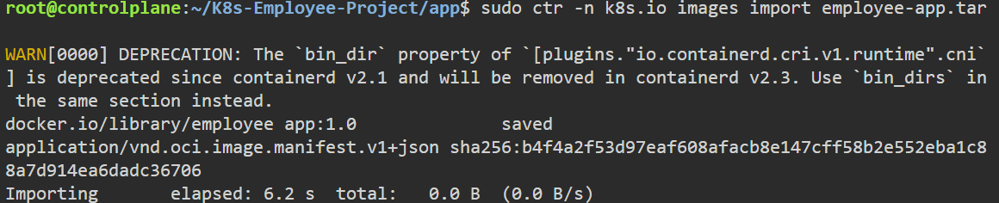 root@controlplane:~/K8s-Employee-Project/app$ sudo ctr -n k8s.io images import employee-app.tar
WARN[0000] DEPRECATION: The `bin_dir` property of `[plugins."io.containerd.cri.v1.runtime".cni`
] is deprecated since containerd v2.1 and will be removed in containerd v2.3. Use `bin_dirs` in
 the same section instead.
docker.io/library/employee app:1.0              saved
application/vnd.oci.image.manifest.v1+json sha256:b4f4a2f53d97eaf608afacb8e147cff58b2e552eba1c8
8a7d914ea6dadc36706
Importing       elapsed: 6.2 s  total:   0.0 B  (0.0 B/s)